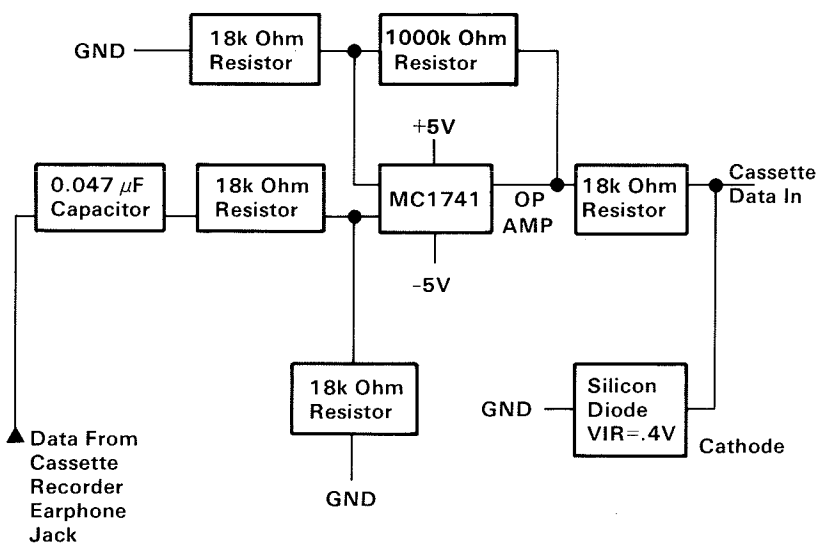 GND
18k Ohm
Resistor
1000k Ohm
Resistor
+5V
0.047 μF
Capacitor
18k Ohm
Resistor
MC1741
OP
AMP
18k Ohm
Resistor
Cassette
Data In
-5V
18k Ohm
Resistor
GND
GND
Silicon
Diode
VIR=.4V
Cathode
Data From
Cassette
Recorder
Earphone
Jack